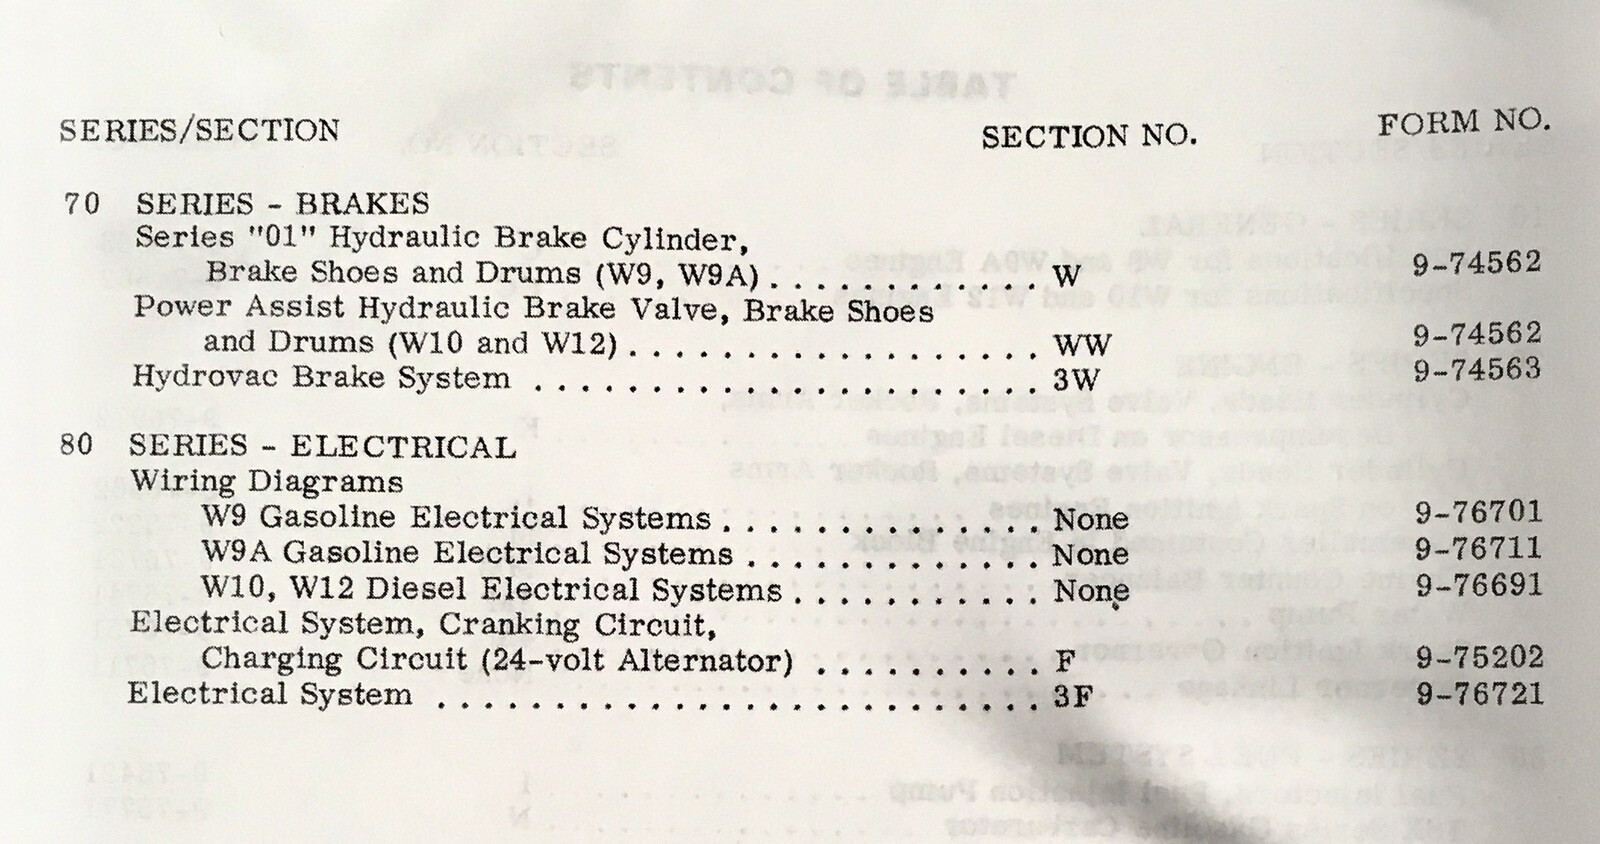 SERIES/SECTION SECTION NO. FORM NO.
70 SERIES - BRAKES
Series "01" Hydraulic Brake Cylinder,
Brake Shoes and Drums (W9, W9A) . . . . . . . . . . . . W 9-74562
Power Assist Hydraulic Brake Valve, Brake Shoes
and Drums (W10 and W12) . . . . . . . . . . . . . . . . . . WW 9-74562
Hydrovac Brake System . . . . . . . . . . . . . . . . . . . . . . 3W 9-74563
80 SERIES - ELECTRICAL
Wiring Diagrams
W9 Gasoline Electrical Systems . . . . . . . . . . . . . . None 9-76701
W9A Gasoline Electrical Systems . . . . . . . . . . . . . None 9-76711
W10, W12 Diesel Electrical Systems . . . . . . . . . . . None 9-76691
Electrical System, Cranking Circuit,
Charging Circuit (24-volt Alternator) . . . . . . . . . . F 9-75202
Electrical System . . . . . . . . . . . . . . . . . . . . . . . . . . 3F 9-76721